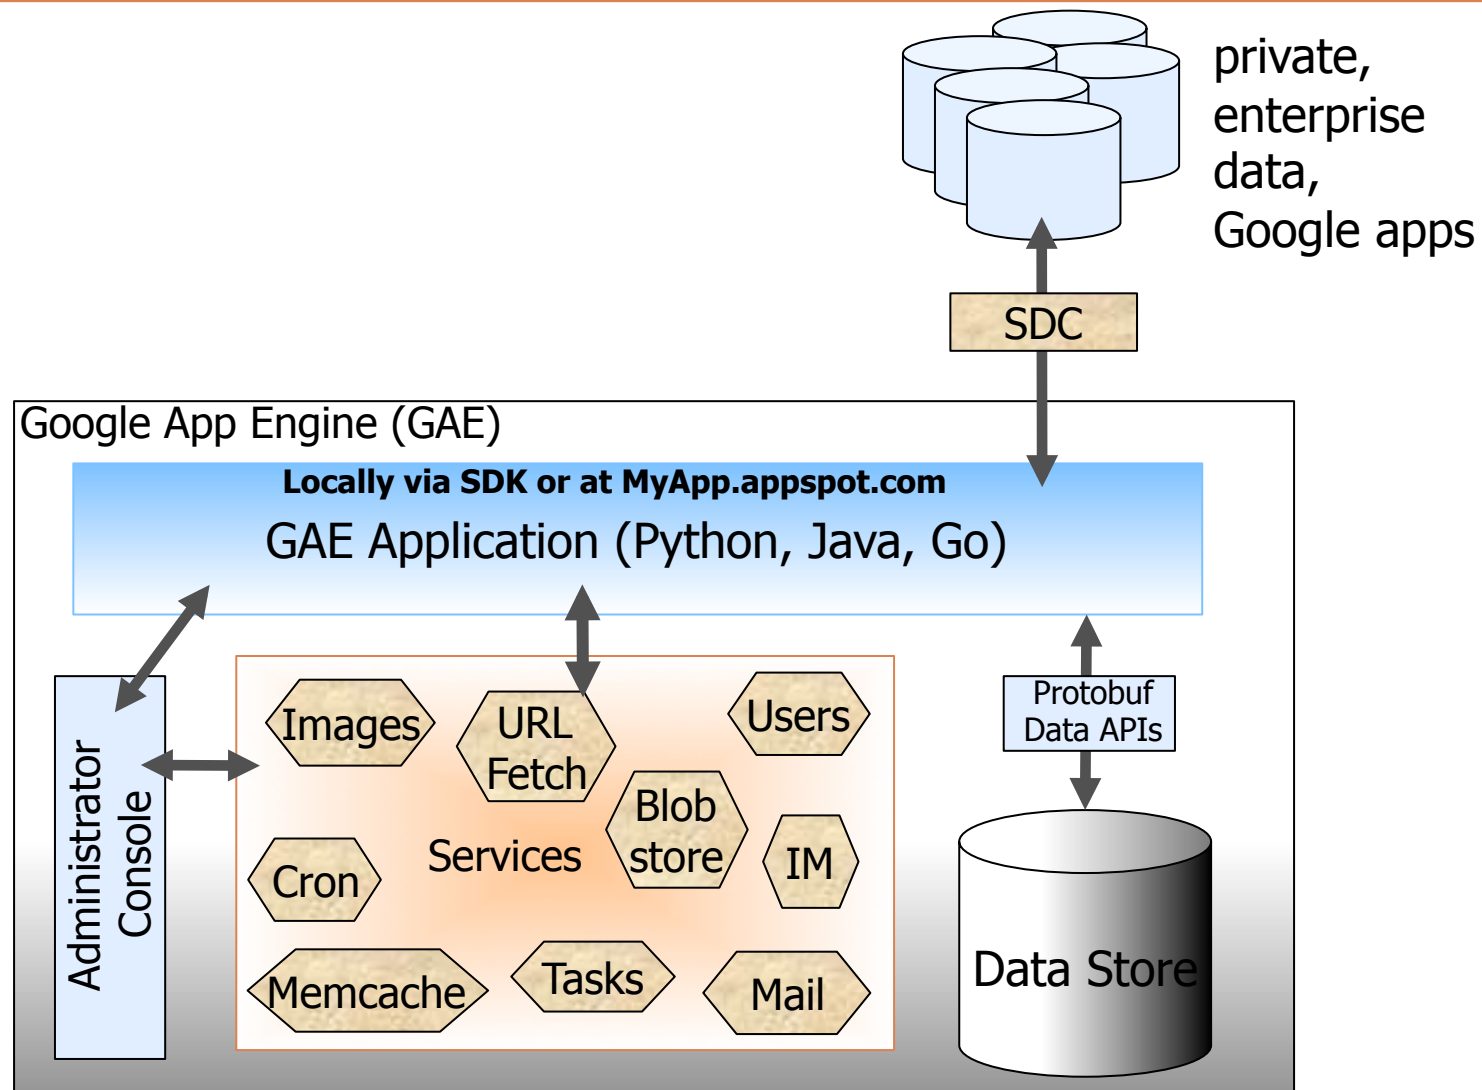 private,
enterprise
data,
Google apps
SDC
Google App Engine (GAE)
Locally via SDK or at MyApp.appspot.com
GAE Application (Python, Java, Go)
Administrator
Console
Images
URL
Fetch
Users
Blob
store
Services
IM
Cron
Memcache
Tasks
Mail
Protobuf
Data APIs
Data Store